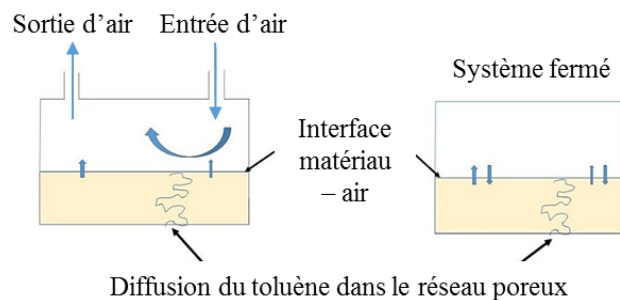 Sortie d’air
Entrée d’air
Système fermé
Interface
matériau
– air
Diffusion du toluène dans le réseau poreux